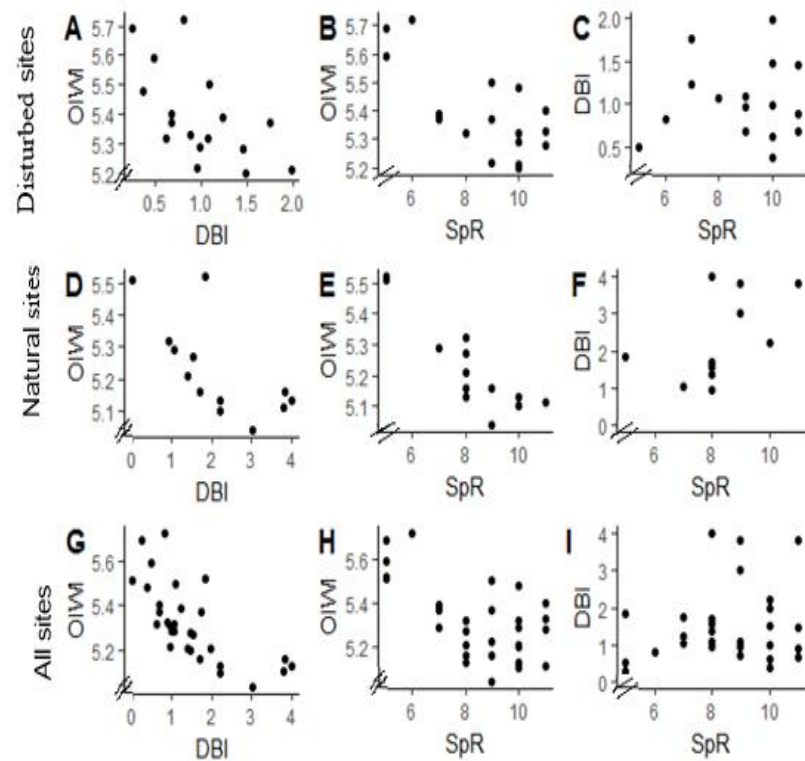 Disturbed sites
A
OIWI
5.7
5.6
5.5
5.4
5.3
5.2
0.5 1.0 1.5 2.0
DBI
B
OIWI
5.7
5.6
5.5
5.4
5.3
5.2
6 8 10
SpR
C
DBI
2.0
1.5
1.0
0.5
6 8 10
SpR
Natural sites
D
OIWI
5.5
5.4
5.3
5.2
5.1
0 1 2 3 4
DBI
E
OIWI
5.5
5.4
5.3
5.2
5.1
6 8 10
SpR
F
DBI
4
3
2
1
0
6 8 10
SpR
All sites
G
OIWI
5.6
5.4
5.2
0 1 2 3 4
DBI
H
OIWI
5.6
5.4
5.2
6 8 10
SpR
I
DBI
4
3
2
1
0
6 8 10
SpR